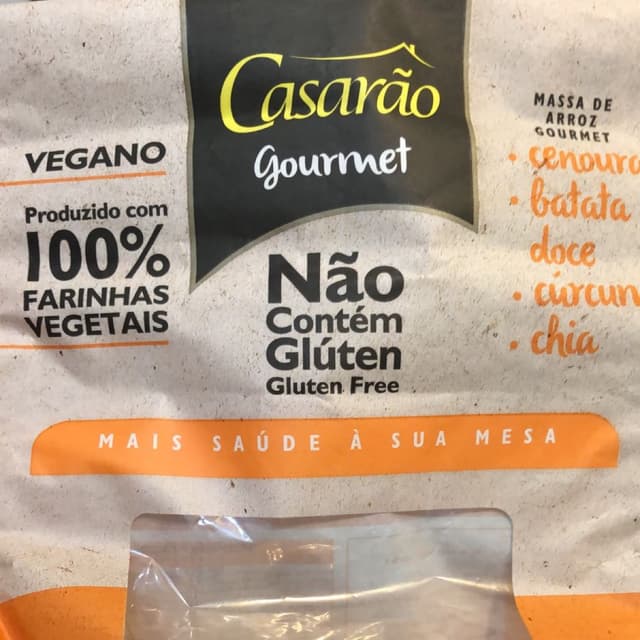 Casarão
Gourmet
VEGANO
Produzido com
100%
FARINHAS
VEGETAIS
Não
Contém
Glúten
Gluten Free
MASSA DE
ARROZ
GOURMET
• cenoura
• batata
doce
• cúrcum
• chia
MAIS SAÚDE À SUA MESA